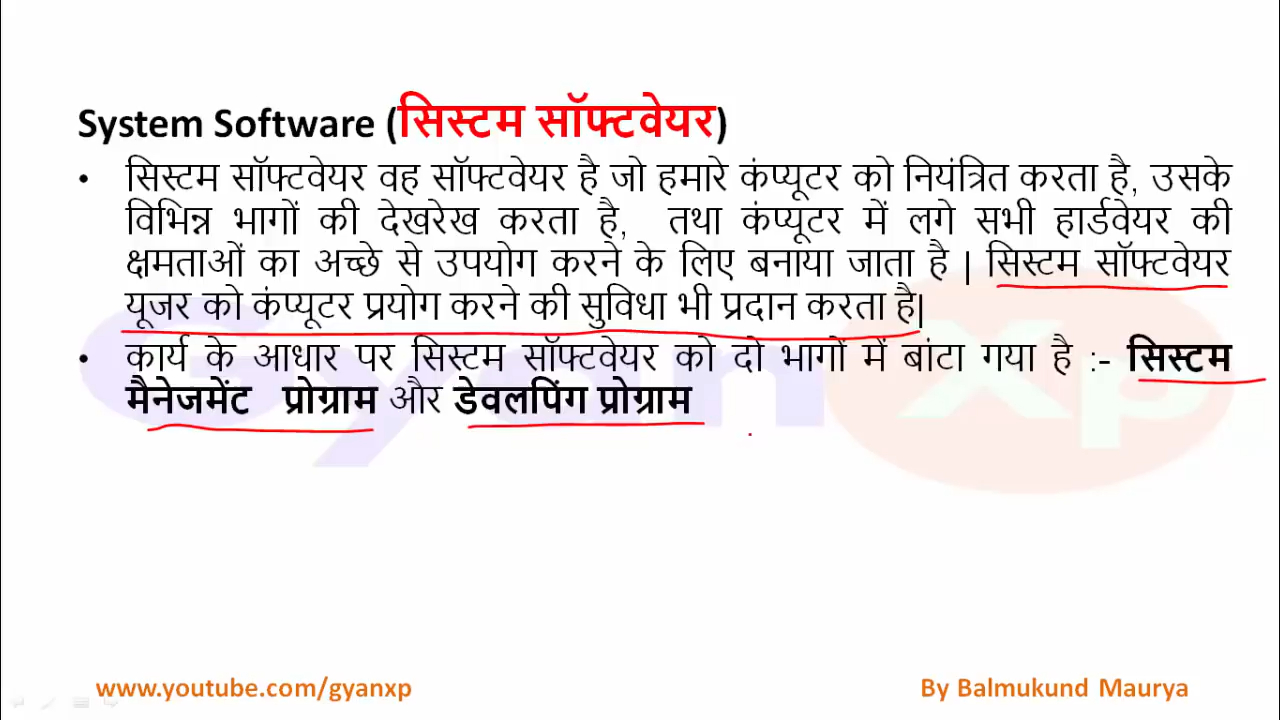 System Software (सिस्टम सॉफ्टवेयर)
• सिस्टम सॉफ्टवेयर वह सॉफ्टवेयर है जो हमारे कंप्यूटर को नियंत्रित करता है, उसके
विभिन्न भागों की देखरेख करता है, तथा कंप्यूटर में लगे सभी हार्डवेयर की
क्षमताओं का अच्छे से उपयोग करने के लिए बनाया जाता है | सिस्टम सॉफ्टवेयर
यूजर को कंप्यूटर प्रयोग करने की सुविधा भी प्रदान करता है|
• कार्य के आधार पर सिस्टम सॉफ्टवेयर को दो भागों में बांटा गया है :- सिस्टम
मैनेजमेंट प्रोग्राम और डेवलपिंग प्रोग्राम
Gyan Xp
www.youtube.com/gyanxp
By Balmukund Maurya